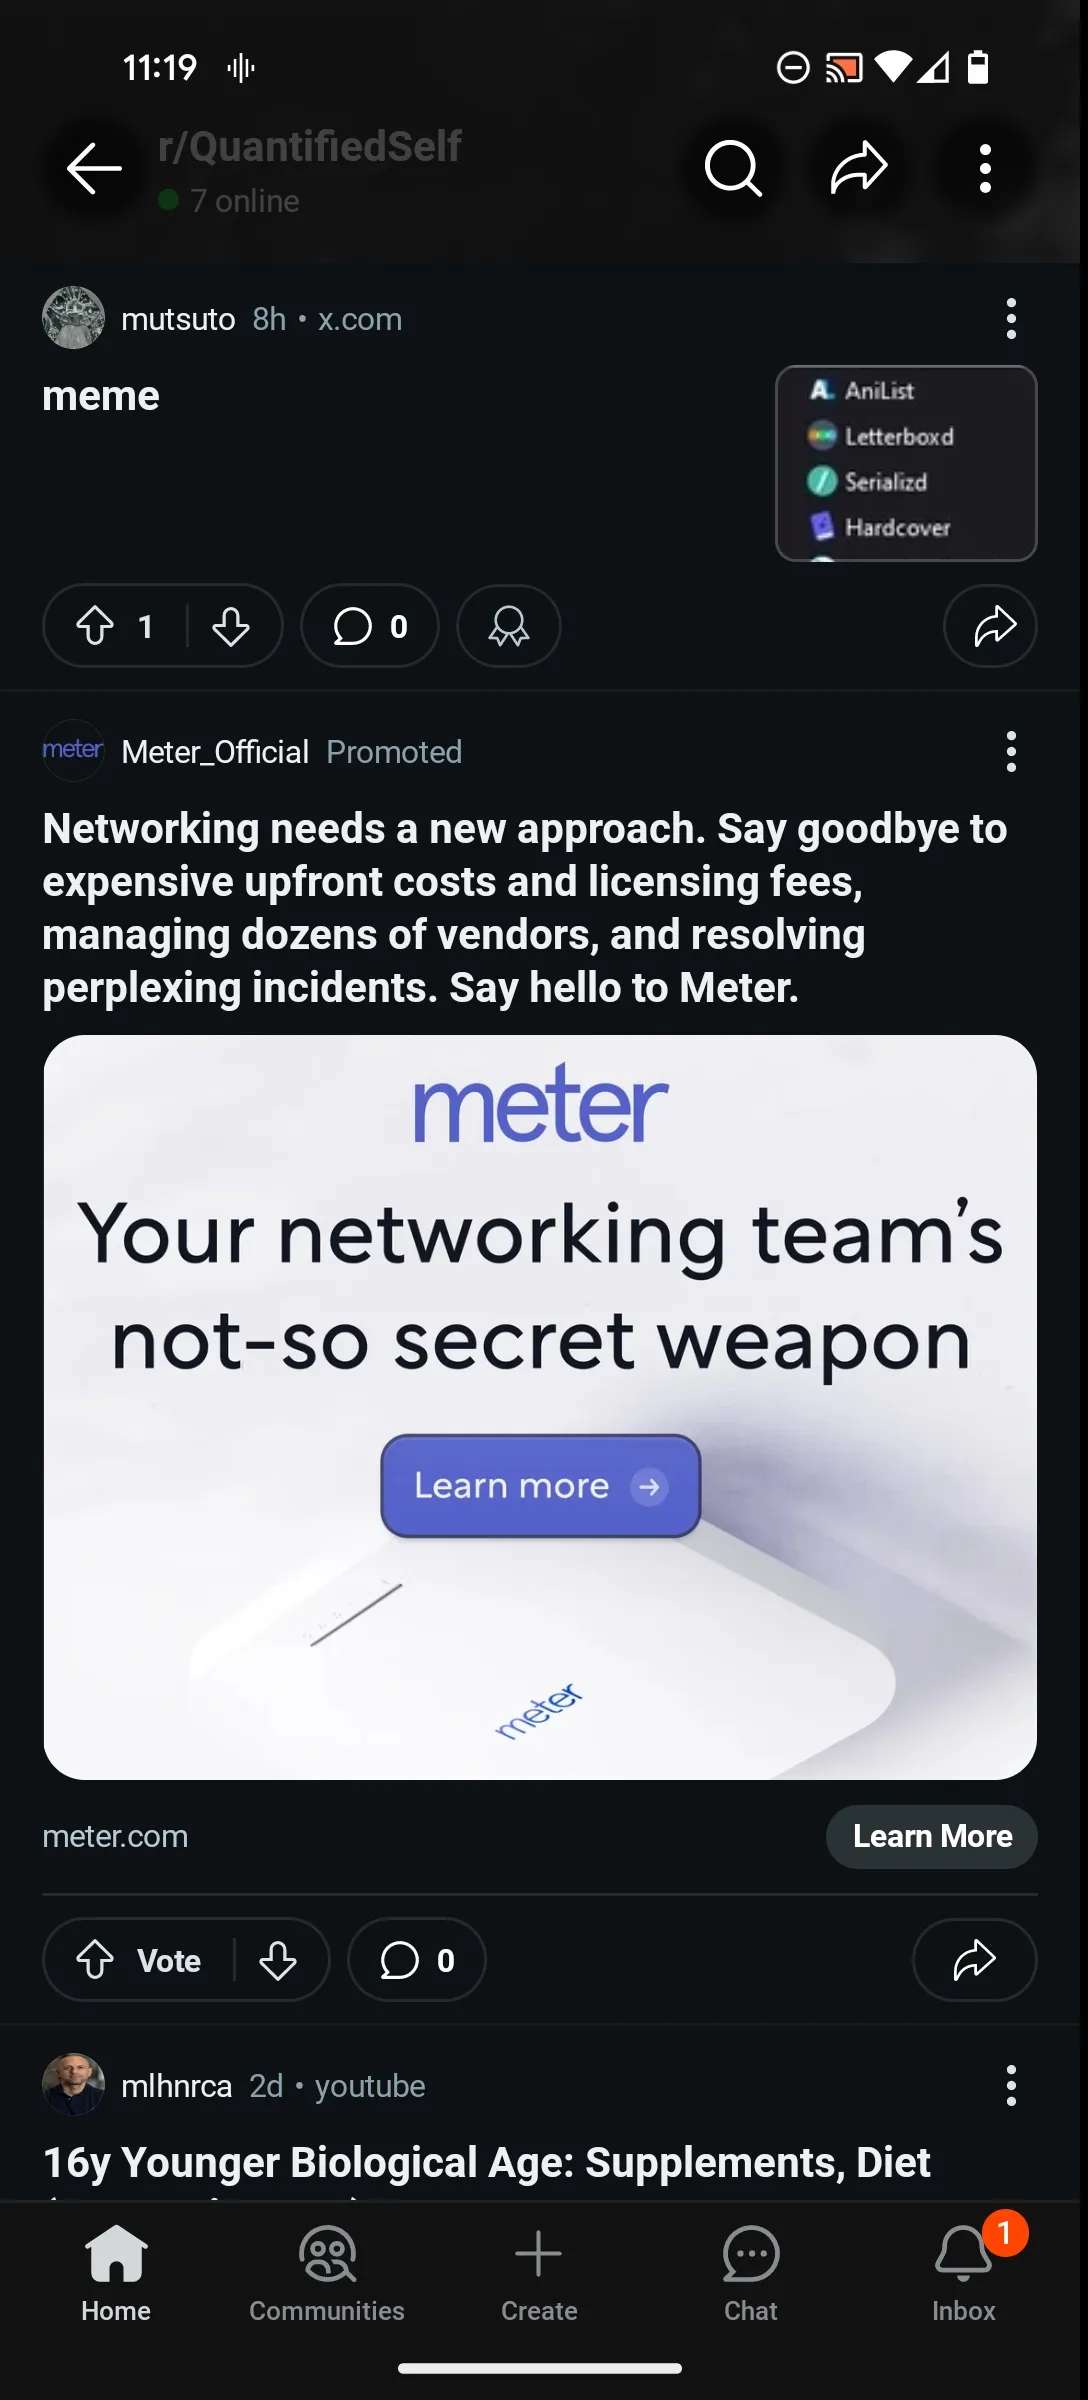 11:19
r/QuantifiedSelf
7 online
mutsuto 8h • x.com
meme
AniList
Letterboxd
Serializd
Hardcover
1
0
meter
Meter_Official Promoted
Networking needs a new approach. Say goodbye to
expensive upfront costs and licensing fees,
managing dozens of vendors, and resolving
perplexing incidents. Say hello to Meter.
meter
Your networking team’s
not-so secret weapon
Learn more
meter
meter.com
Learn More
Vote
0
mlhnrca 2d • youtube
16y Younger Biological Age: Supplements, Diet
1
Home
Communities
Create
Chat
Inbox